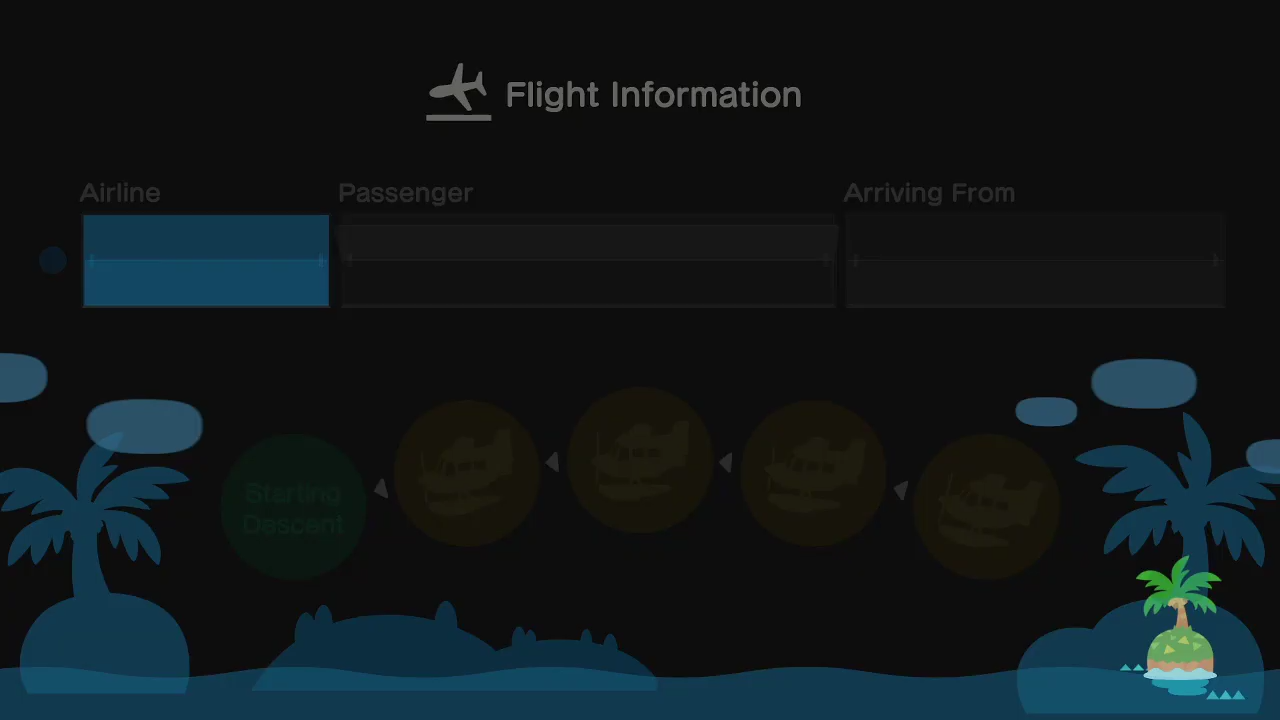 Flight Information
Airline
Passenger
Arriving From
Starting
Descent